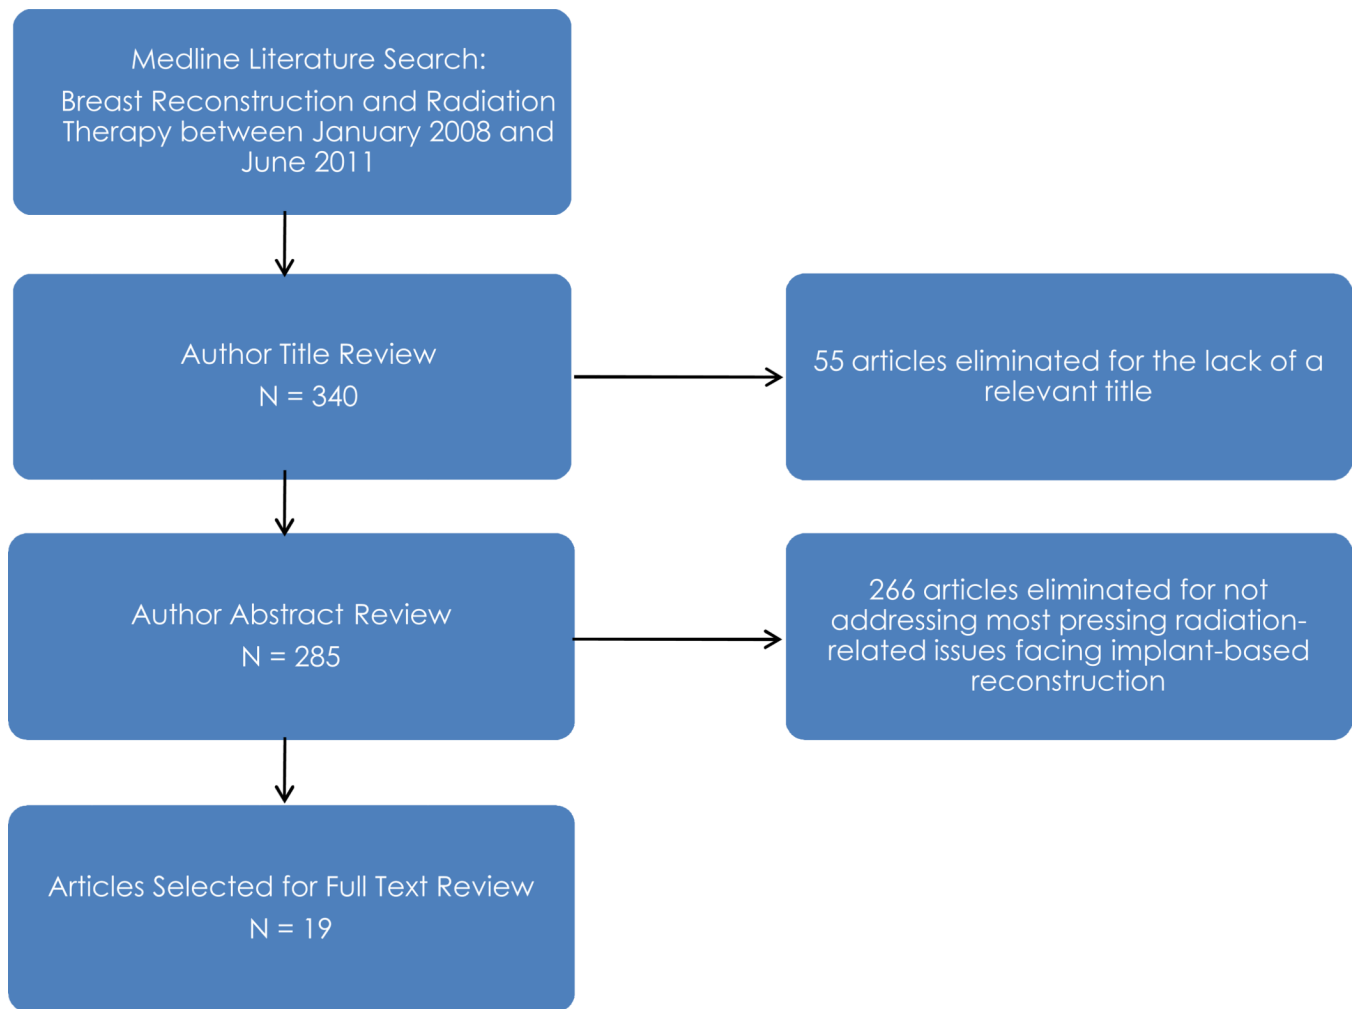 Medline Literature Search:
Breast Reconstruction and Radiation
Therapy between January 2008 and
June 2011
Author Title Review
N = 340
55 articles eliminated for the lack of a
relevant title
Author Abstract Review
N = 285
266 articles eliminated for not
addressing most pressing radiation-
related issues facing implant-based
reconstruction
Articles Selected for Full Text Review
N = 19